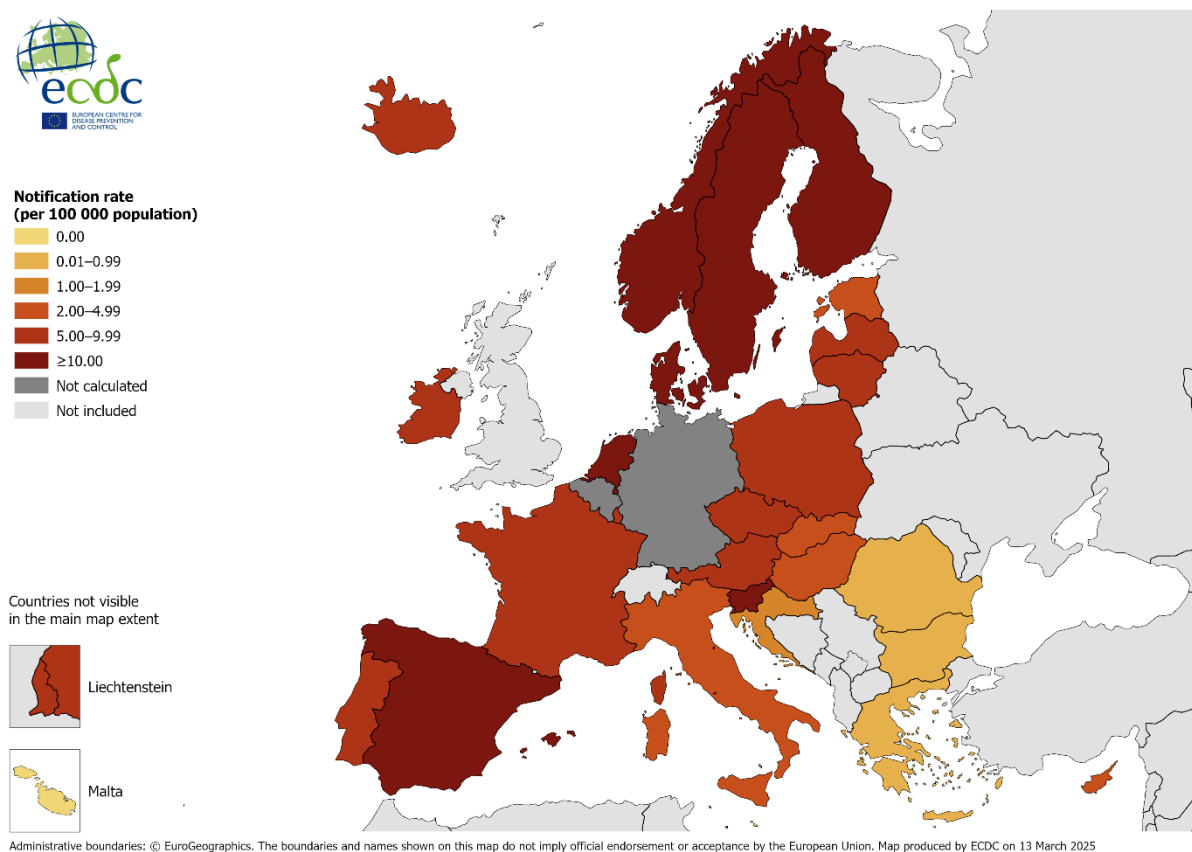 ecdc
EUROPEAN CENTRE FOR
DISEASE PREVENTION
AND CONTROL
Notification rate
(per 100 000 population)
0.00
0.01–0.99
1.00–1.99
2.00–4.99
5.00–9.99
≥10.00
Not calculated
Not included
Countries not visible
in the main map extent
Liechtenstein
Malta
Administrative boundaries: © EuroGeographics. The boundaries and names shown on this map do not imply official endorsement or acceptance by the European Union. Map produced by ECDC on 13 March 2025